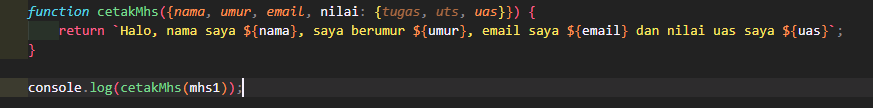 function cetakMhs({nama, umur, email, nilai: {tugas, uts, uas}}) {
return `Halo, nama saya ${nama}, saya berumur ${umur}, email saya ${email} dan nilai uas saya ${uas}`;
}
console.log(cetakMhs(mhs1));